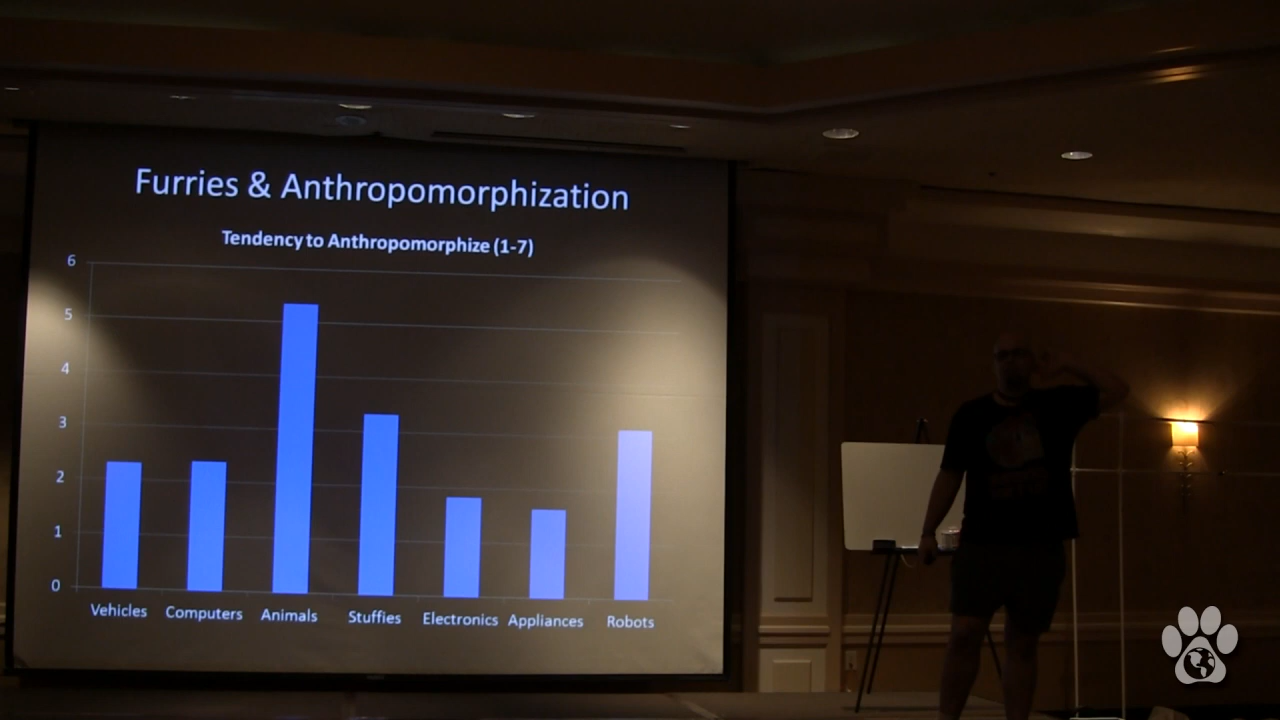 Furries & Anthropomorphization
Tendency to Anthropomorphize (1-7)
6
5
4
3
2
1
0
Vehicles Computers Animals Stuffies Electronics Appliances Robots